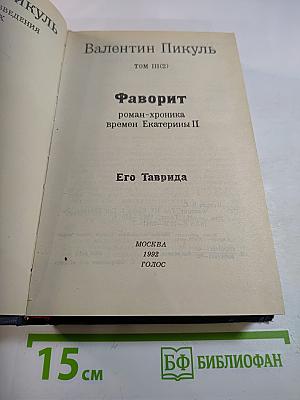 ПИКУЛЬ
Валентин Пикуль
ТОМ III(2)
Фаворит
роман-хроника
времен Екатерины II
Его Таврида
МОСКВА
1992
ГОЛОС
15 см
БФ БИБЛИОФАН